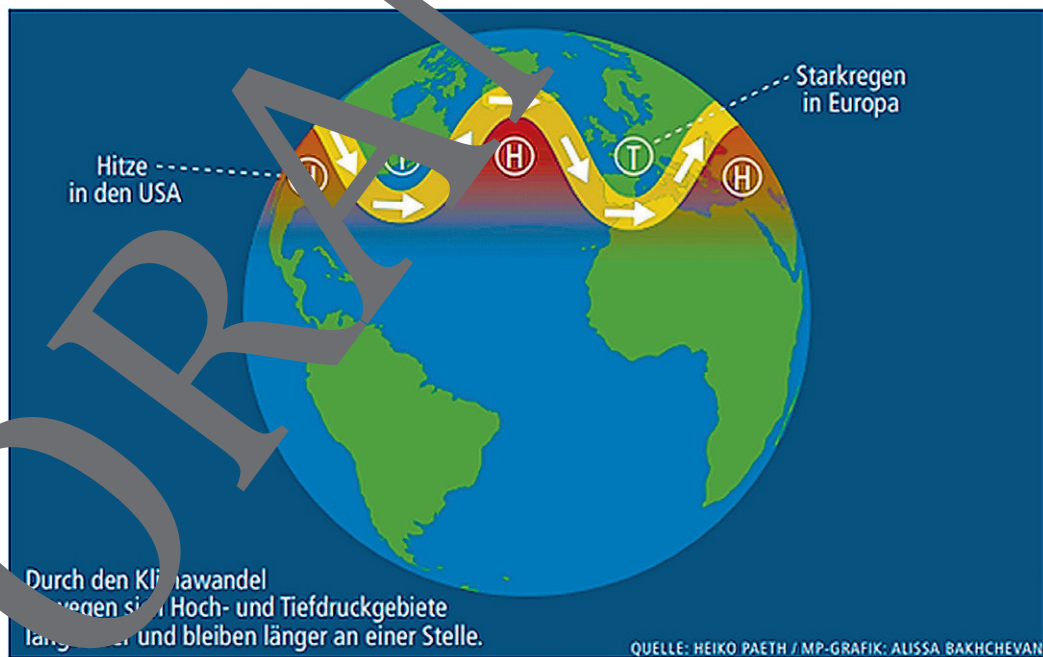 Starkregen
in Europa
Hitze
in den USA
H
T
H
Durch den
sich Hoch- und Tiefdruckgebiete
und bleiben länger an einer Stelle.
QUELLE: HEIKO PAETH / MP-GRAFIK: ALISSA BAKHCHEVAN
ORA